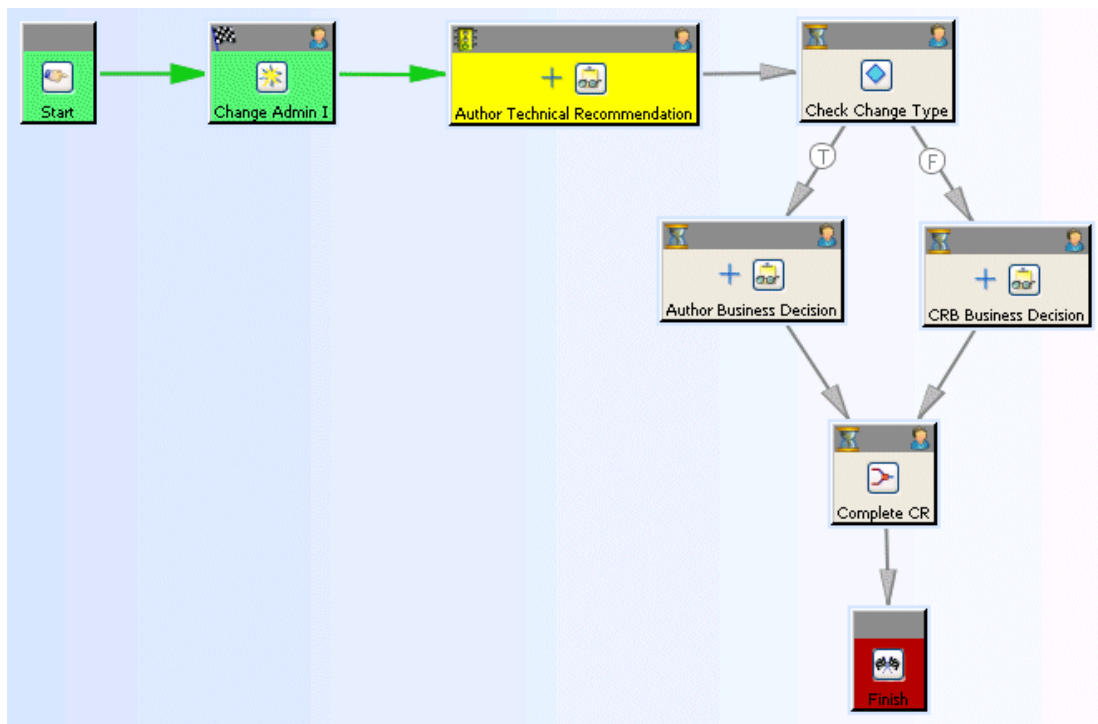 Start
Change Admin I
Author Technical Recommendation
Check Change Type
T
F
Author Business Decision
CRB Business Decision
Complete CR
Finish